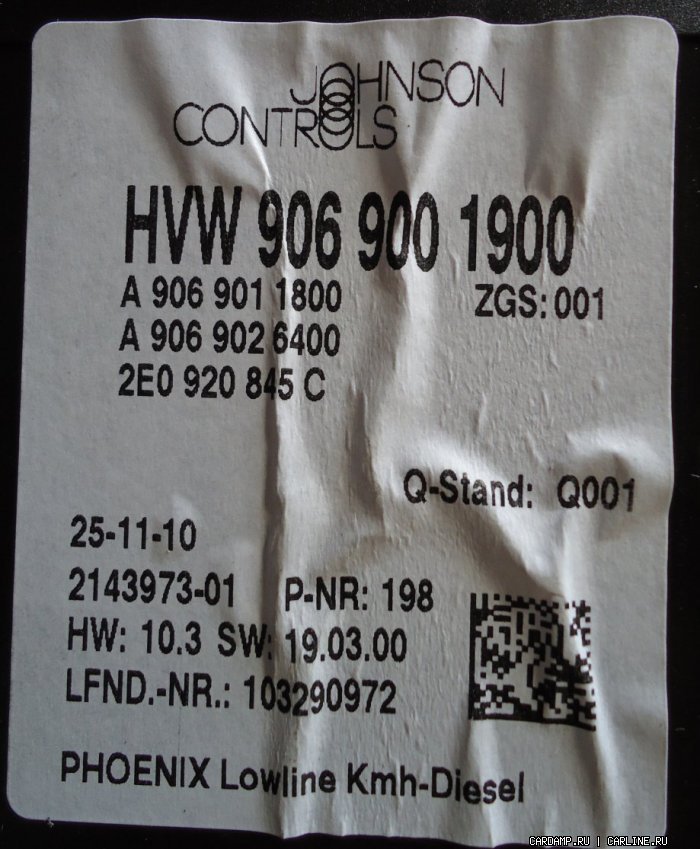 JOHNSON
CONTROLS
HVW 906 900 1900
A 906 901 1800 ZGS: 001
A 906 902 6400
2E0 920 845 C
Q-Stand: Q001
25-11-10
2143973-01 P-NR: 198
HW: 10.3 SW: 19.03.00
LFND.-NR.: 103290972
PHOENIX Lowline Kmh-Diesel
CARDAMP.RU | CARLINE.RU